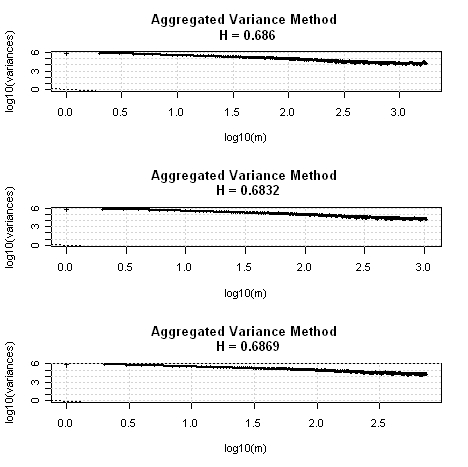 Aggregated Variance Method
H = 0.686
log10(variances)
6
3
0
0.0 0.5 1.0 1.5 2.0 2.5 3.0
log10(m)
Aggregated Variance Method
H = 0.6832
log10(variances)
6
3
0
0.0 0.5 1.0 1.5 2.0 2.5 3.0
log10(m)
Aggregated Variance Method
H = 0.6869
log10(variances)
6
3
0
0.0 0.5 1.0 1.5 2.0 2.5
log10(m)